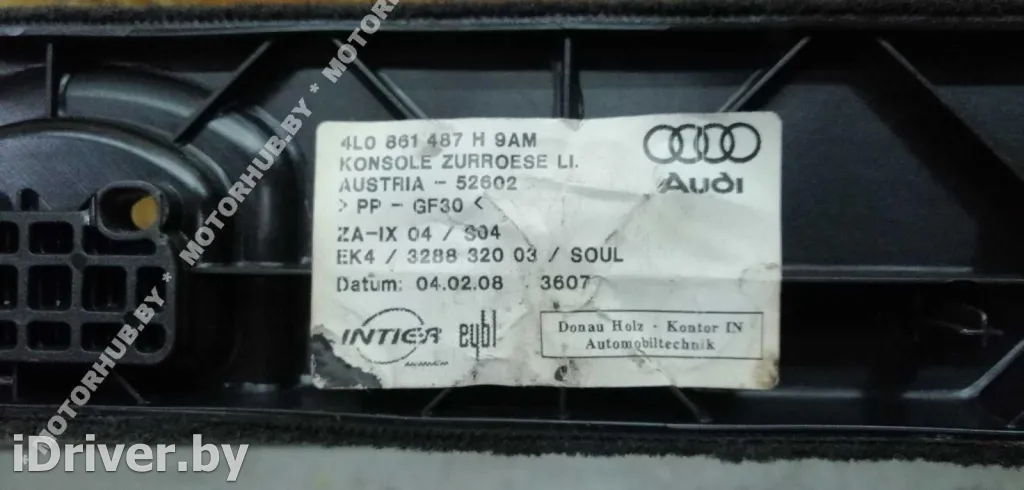 4L0 861 487 H 9AM
KONSOLE ZURROESE LI.
AUSTRIA - 52602
> PP - GF30 <
ZA-IX 04 / S04
EK4 / 3288 320 03 / SOUL
Datum: 04.02.08 3607
Audi
INTIER
eybl
Donau Holz - Kontor IN
Automobiltechnik
MOTORHUB.BY * MOTORHUB.BY * MOTORHUB.BY
iDriver.by